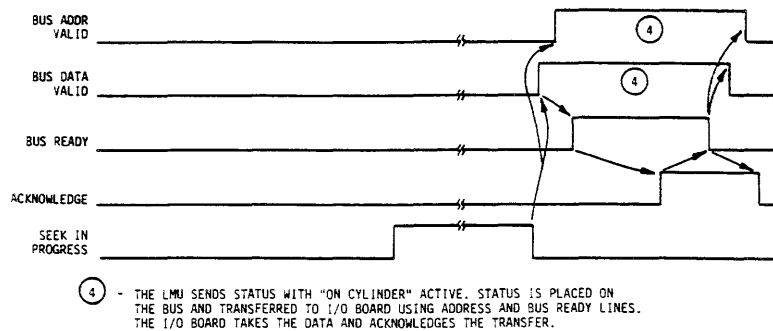 BUS ADDR
VALID
4
BUS DATA
VALID
4
BUS READY
ACKNOWLEDGE
SEEK IN
PROGRESS
4 - THE LMU SENDS STATUS WITH "ON CYLINDER" ACTIVE. STATUS IS PLACED ON
THE BUS AND TRANSFERRED TO I/O BOARD USING ADDRESS AND BUS READY LINES.
THE I/O BOARD TAKES THE DATA AND ACKNOWLEDGES THE TRANSFER.